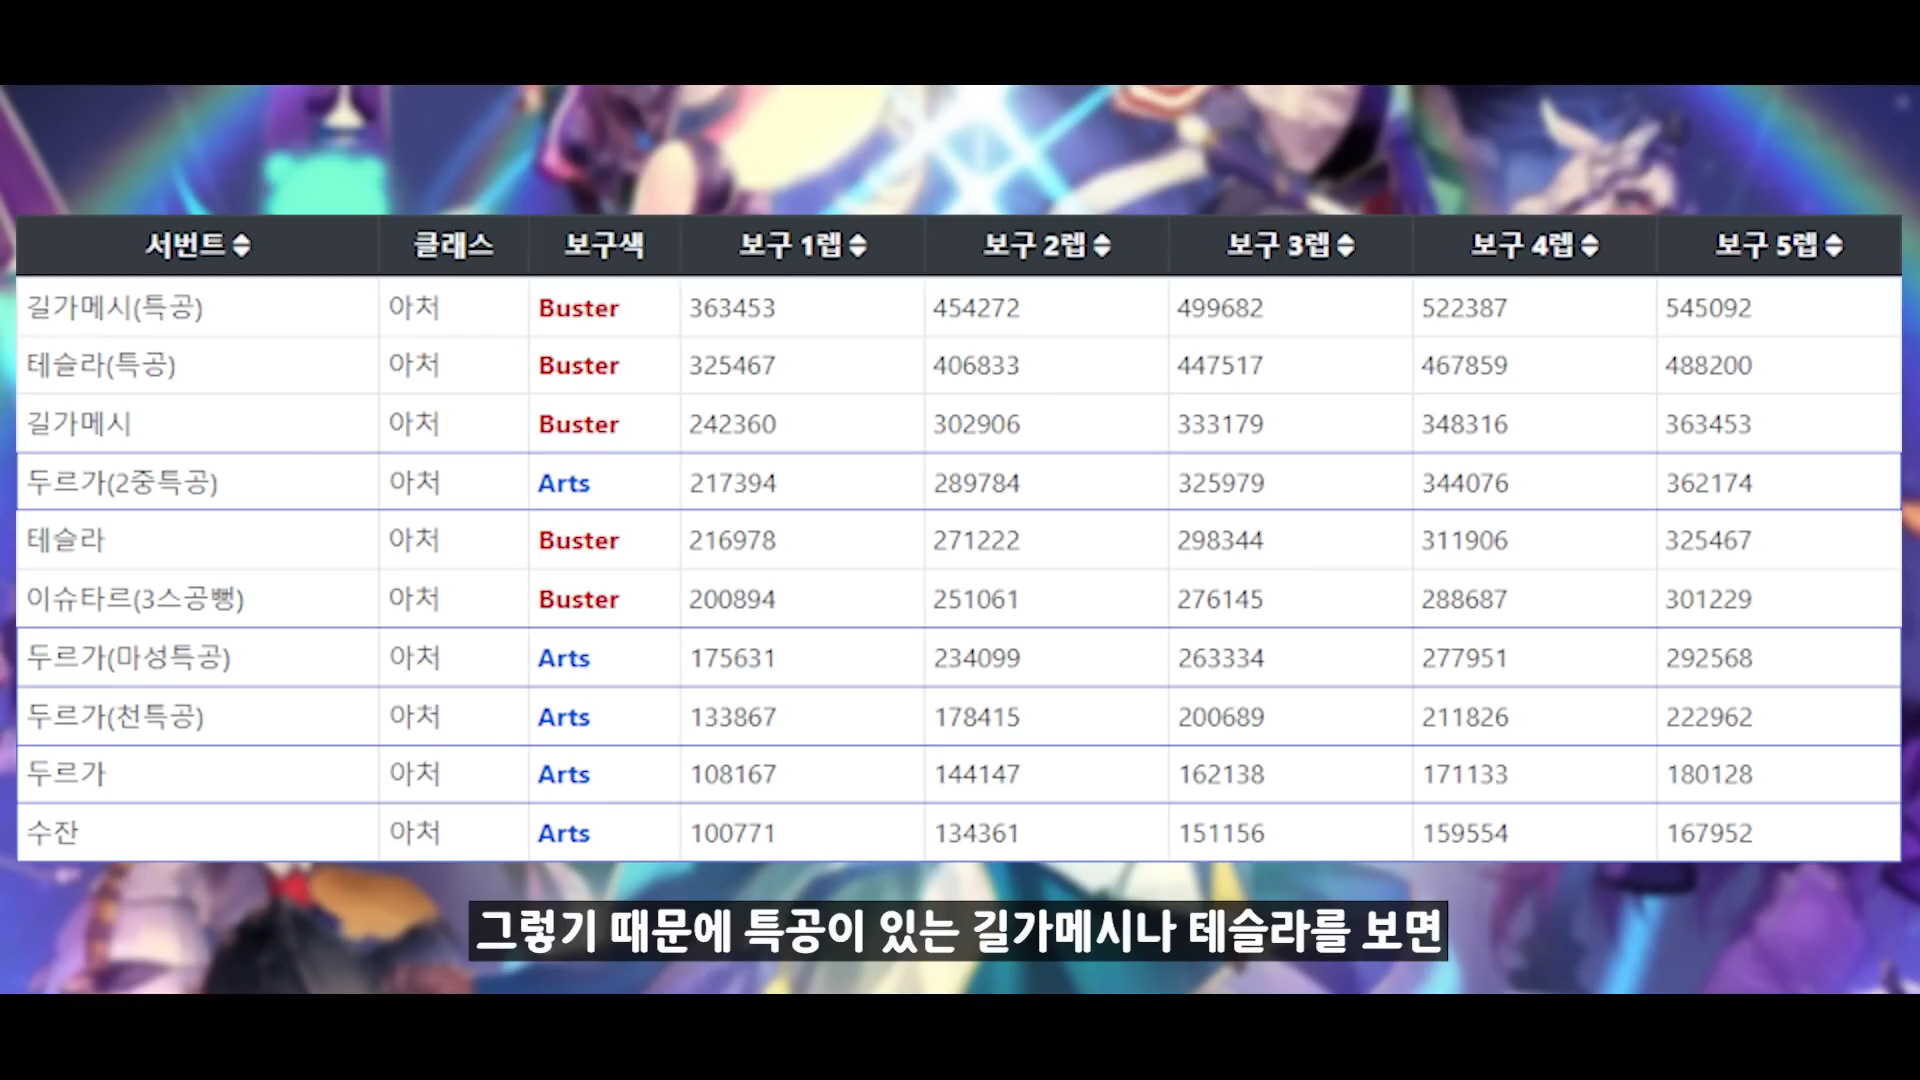 서번트 클래스 보구색 보구 1렙 보구 2렙 보구 3렙 보구 4렙 보구 5렙
길가메시(특공) 아처 Buster 363453 454272 499682 522387 545092
테슬라(특공) 아처 Buster 325467 406833 447517 467859 488200
길가메시 아처 Buster 242360 302906 333179 348316 363453
두르가(2중특공) 아처 Arts 217394 289784 325979 344076 362174
테슬라 아처 Buster 216978 271222 298344 311906 325467
이슈타르(3스공뻥) 아처 Buster 200894 251061 276145 288687 301229
두르가(마성특공) 아처 Arts 175631 234099 263334 277951 292568
두르가(천특공) 아처 Arts 133867 178415 200689 211826 222962
두르가 아처 Arts 108167 144147 162138 171133 180128
수잔 아처 Arts 100771 134361 151156 159554 167952
그렇기 때문에 특공이 있는 길가메시나 테슬라를 보면